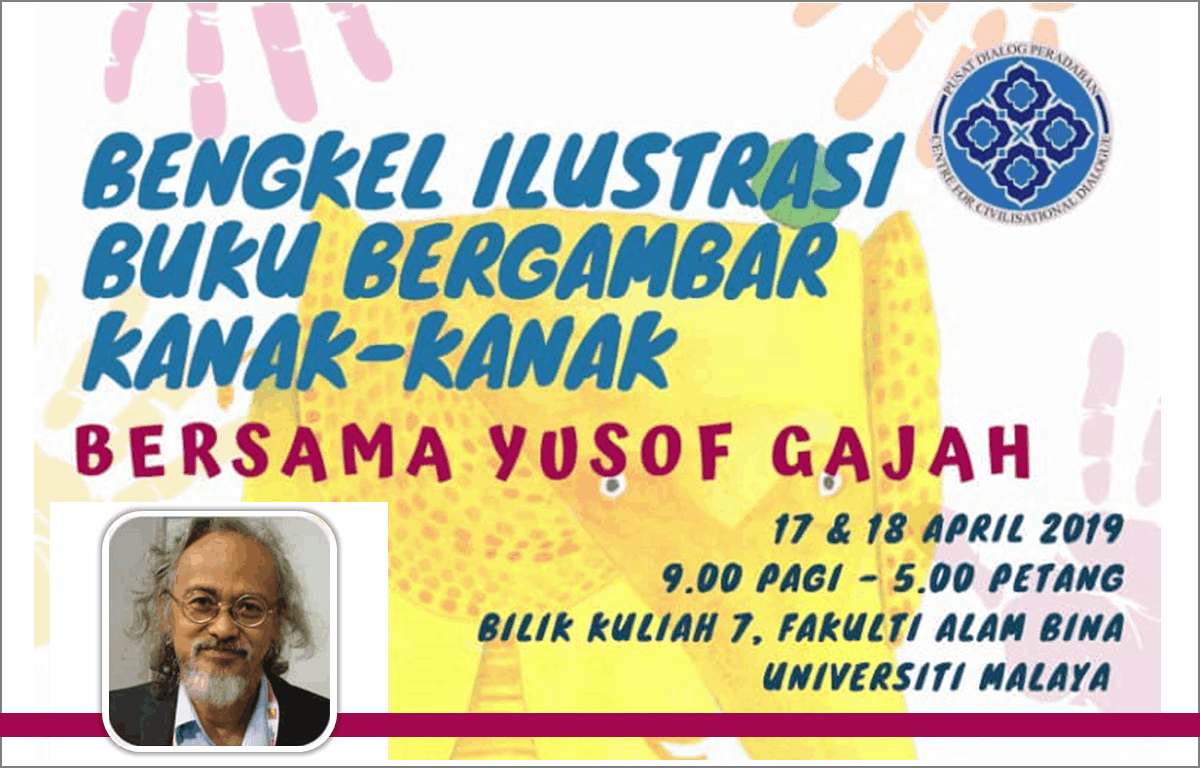 PUSAT DIALOG PERADABAN
CENTRE FOR CIVILISATIONAL DIALOGUE
BENGKEL ILUSTRASI
BUKU BERGAMBAR
KANAK-KANAK
BERSAMA YUSOF GAJAH
17 & 18 APRIL 2019
9.00 PAGI - 5.00 PETANG
BILIK KULIAH 7, FAKULTI ALAM BINA
UNIVERSITI MALAYA